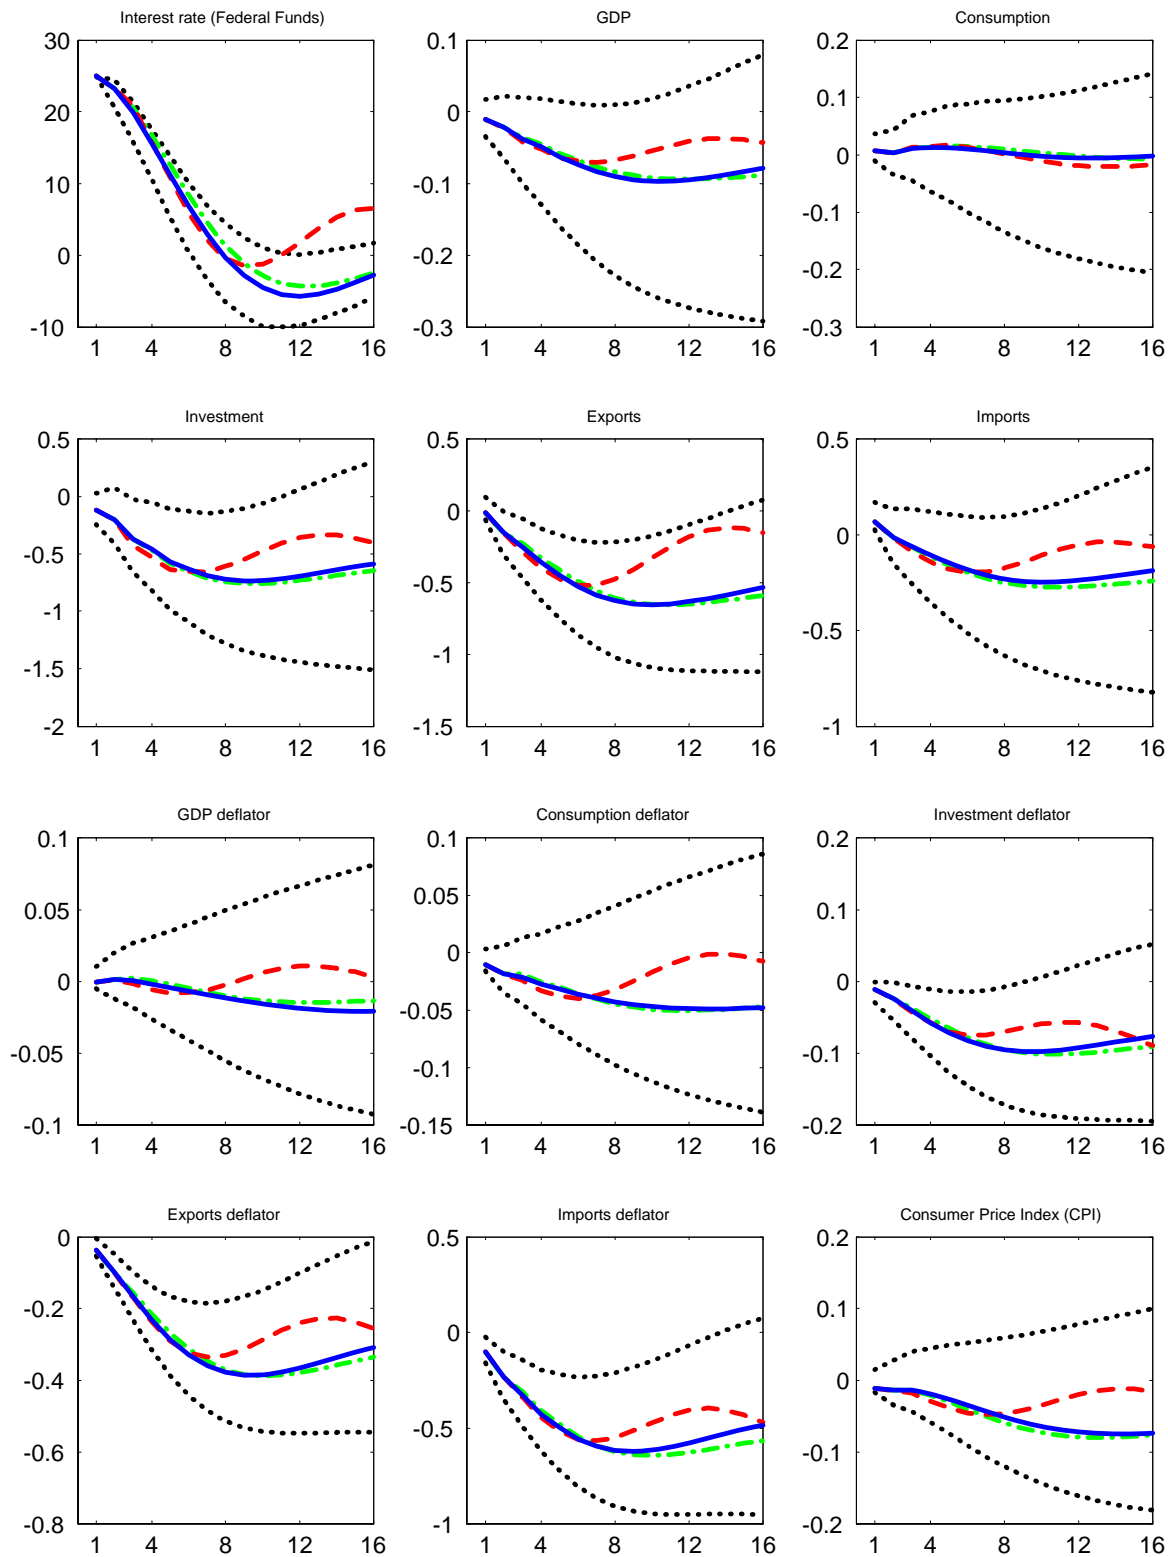 Interest rate (Federal Funds)
30
20
10
0
-10
1 4 8 12 16
GDP
0.1
0
-0.1
-0.2
-0.3
1 4 8 12 16
Consumption
0.2
0.1
0
-0.1
-0.2
-0.3
1 4 8 12 16
Investment
0.5
0
-0.5
-1
-1.5
-2
1 4 8 12 16
Exports
0.5
0
-0.5
-1
-1.5
1 4 8 12 16
Imports
0.5
0
-0.5
-1
1 4 8 12 16
GDP deflator
0.1
0.05
0
-0.05
-0.1
1 4 8 12 16
Consumption deflator
0.1
0.05
0
-0.05
-0.1
-0.15
1 4 8 12 16
Investment deflator
0.2
0.1
0
-0.1
-0.2
1 4 8 12 16
Exports deflator
0
-0.2
-0.4
-0.6
-0.8
1 4 8 12 16
Imports deflator
0.5
0
-0.5
-1
1 4 8 12 16
Consumer Price Index (CPI)
0.2
0.1
0
-0.1
-0.2
1 4 8 12 16